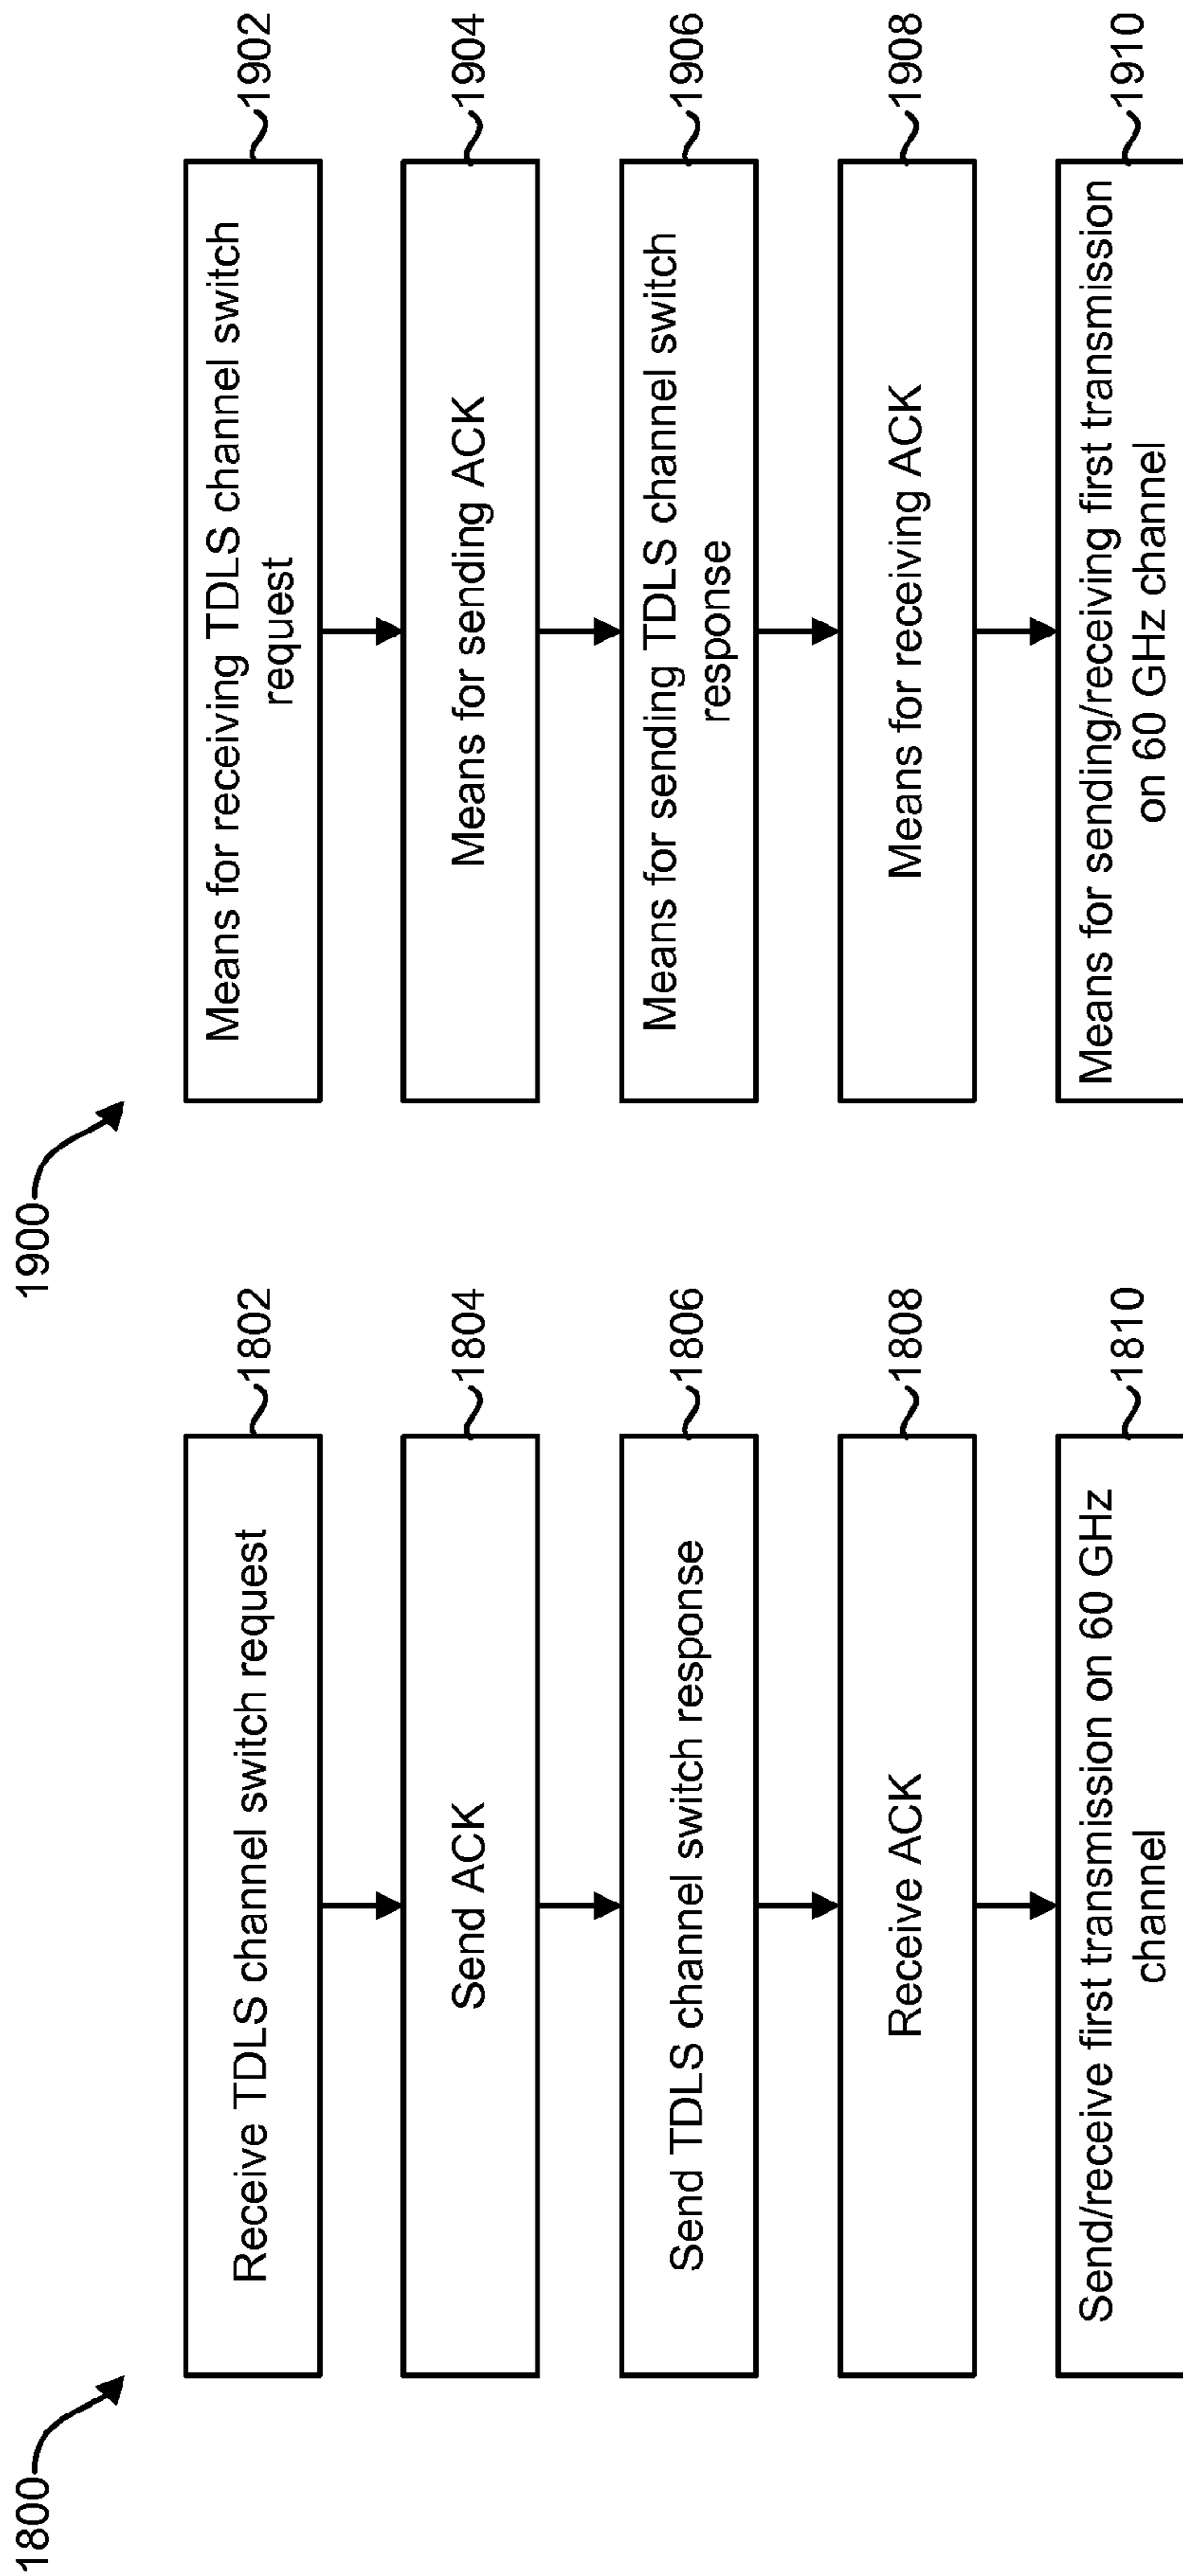 1800
Receive TDLS channel switch request
1802
Send ACK
1804
Send TDLS channel switch response
1806
Receive ACK
1808
Send/receive first transmission on 60 GHz
channel
1810
1900
Means for receiving TDLS channel switch
request
1902
Means for sending ACK
1904
Means for sending TDLS channel switch
response
1906
Means for receiving ACK
1908
Means for sending/receiving first transmission
on 60 GHz channel
1910